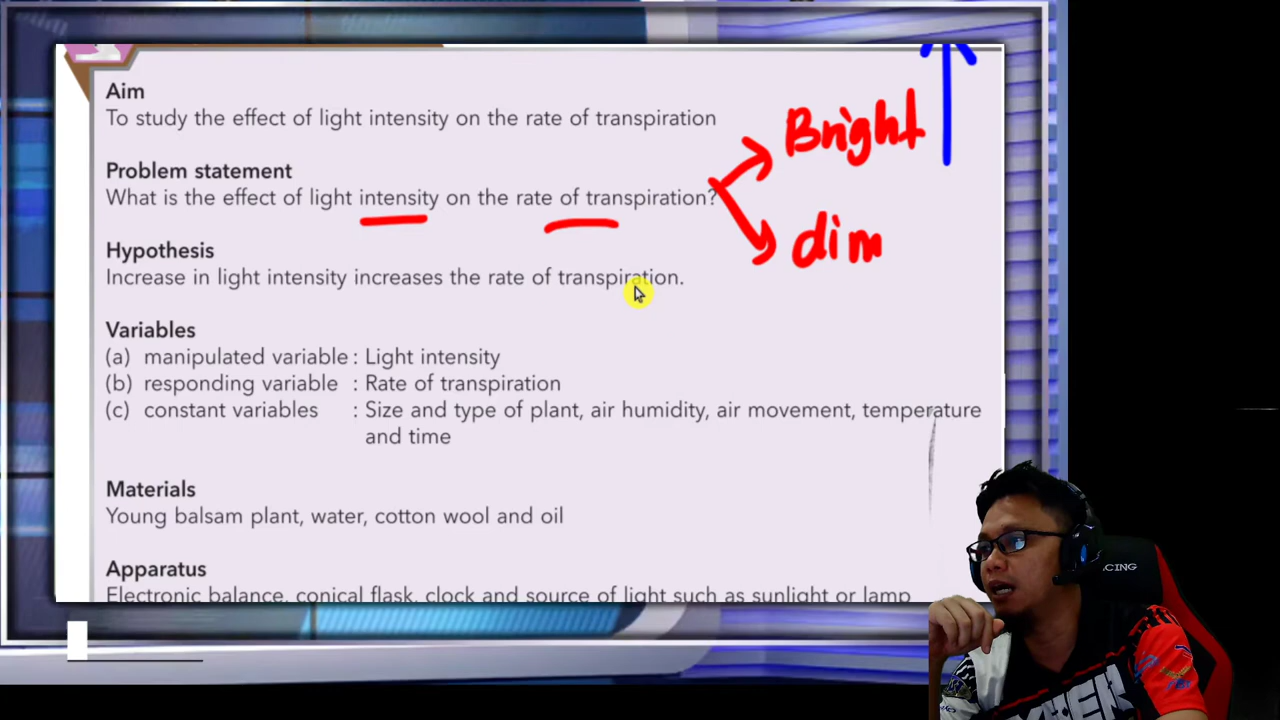 Aim
To study the effect of light intensity on the rate of transpiration
Bright
Problem statement
What is the effect of light intensity on the rate of transpiration?
dim
Hypothesis
Increase in light intensity increases the rate of transpiration.
Variables
(a) manipulated variable : Light intensity
(b) responding variable : Rate of transpiration
(c) constant variables : Size and type of plant, air humidity, air movement, temperature
and time
Materials
Young balsam plant, water, cotton wool and oil
Apparatus
Electronic balance, conical flask, clock and source of light such as sunlight or lamp